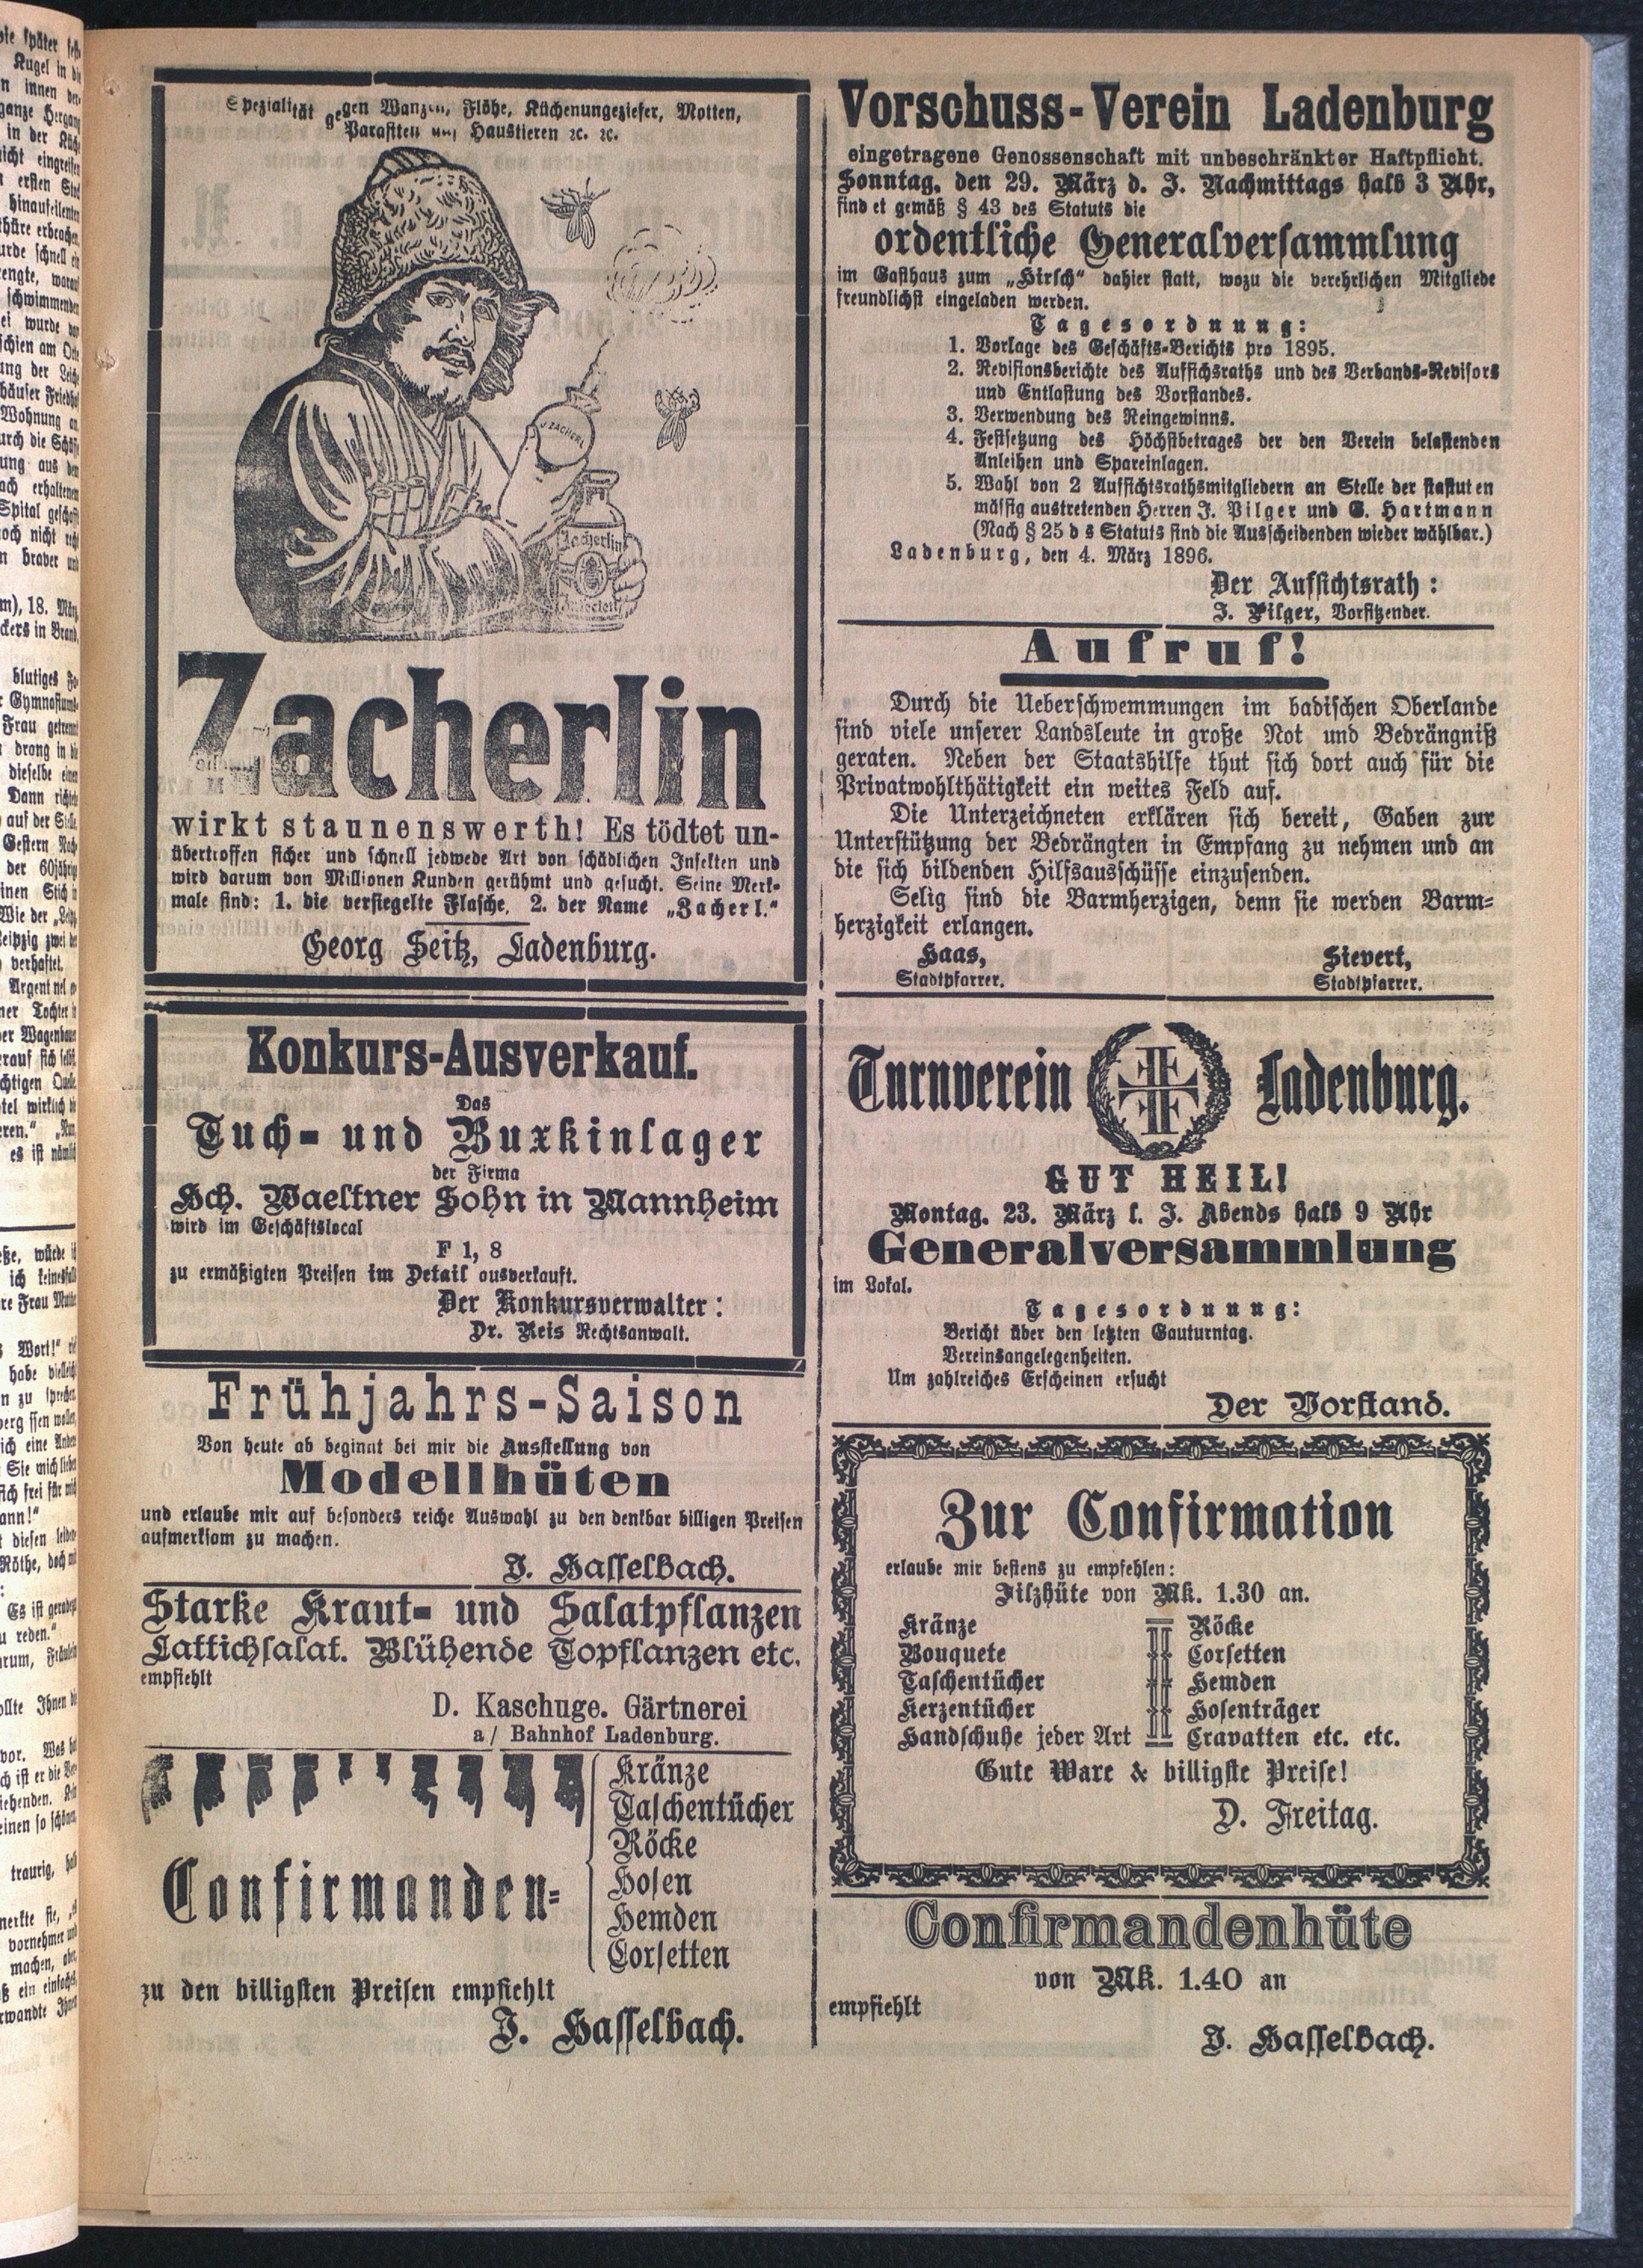 Spezialität gegen Wanzen, Flöhe, Küchenungeziefer, Motten,
Parasiten auf Haustieren ꝛc. ꝛc.
J. ZACHERL
Zacherlin
Zacherlin
wirkt staunenswerth! Es tödtet un-
übertroffen sicher und schnell jedwede Art von schädlichen Insekten und
wird darum von Millionen Kunden gerühmt und gesucht. Seine Merk-
male sind: 1. die versiegelte Flasche, 2. der Name „Zacherl.“
Georg Seitz, Ladenburg.
Konkurs-Ausverkauf.
Das
Tuch- und Buxkinlager
der Firma
Hch. Waeltner Sohn in Mannheim
wird im Geschäftslocal
F 1, 8
zu ermäßigten Preisen im Detail ausverkauft.
Der Konkursverwalter:
Dr. Reis Rechtsanwalt.
Frühjahrs-Saison
Von heute ab beginnt bei mir die Ausstellung von
Modellhüten
und erlaube mir auf besonders reiche Auswahl zu den denkbar billigen Preisen
aufmerksam zu machen.
J. Hasselbach.
Starke Kraut- und Salatpflanzen
Lattichsalat. Blühende Topflanzen etc.
empfiehlt
D. Kaschuge. Gärtnerei
a/ Bahnhof Ladenburg.
Confirmanden-
Kränze
Taschentücher
Röcke
Hosen
Hemden
Corsetten
zu den billigsten Preisen empfiehlt
J. Hasselbach.
Vorschuss-Verein Ladenburg
eingetragene Genossenschaft mit unbeschränkter Haftpflicht.
Sonntag, den 29. März d. J. Nachmittags halb 3 Uhr,
find et gemäß § 43 des Statuts die
ordentliche Generalversammlung
im Gasthaus zum „Hirsch“ dahier statt, wozu die verehrlichen Mitgliede
freundlichst eingeladen werden.
Tagesordnung:
1. Vorlage des Geschäfts-Berichts pro 1895.
2. Revisionsberichte des Auffichsraths und des Verbands-Revisors
und Entlastung des Vorstandes.
3. Verwendung des Reingewinns.
4. Festsetzung des Höchstbetrages der den Verein belastenden
Anleihen und Spareinlagen.
5. Wahl von 2 Aufsichtsrathsmitgliedern an Stelle der stastuten
mässig austretenden Herren J. Pilger und G. Hartmann
(Nach § 25 d s Statuts sind die Ausscheidenden wieder wählbar.)
Ladenburg, den 4. März 1896.
Der Aufsichtsrath:
J. Pilger, Vorsitzender.
Aufruf!
Durch die Ueberschwemmungen im badischen Oberlande
sind viele unserer Landsleute in große Not und Bedrängniß
geraten. Neben der Staatshilfe thut sich dort auch für die
Privatwohlthätigkeit ein weites Feld auf.
Die Unterzeichneten erklären sich bereit, Gaben zur
Unterstützung der Bedrängten in Empfang zu nehmen und an
die sich bildenden Hilfsausschüsse einzusenden.
Selig sind die Barmherzigen, denn sie werden Barm-
herzigkeit erlangen.
Haas,
Stadtpfarrer.
Sievert,
Stadtpfarrer.
Turnverein Ladenburg.
GUT HEIL!
Montag. 23. März l. J. Abends halb 9 Uhr
Generalversammlung
im Lokal.
Tagesordnung:
Bericht über den letzten Gauturntag.
Vereinsangelegenheiten.
Um zahlreiches Erscheinen ersucht
Der Vorstand.
Zur Confirmation
erlaube mir bestens zu empfehlen:
Filzhüte von Mk. 1.30 an.
Kränze
Bouquete
Taschentücher
Kerzentücher
Handschuhe jeder Art
Röcke
Corsetten
Hemden
Hosenträger
Cravatten etc. etc.
Gute Ware & billigste Preise!
D. Freitag.
Confirmandenhüte
von Mk. 1.40 an
empfiehlt
J. Hasselbach.